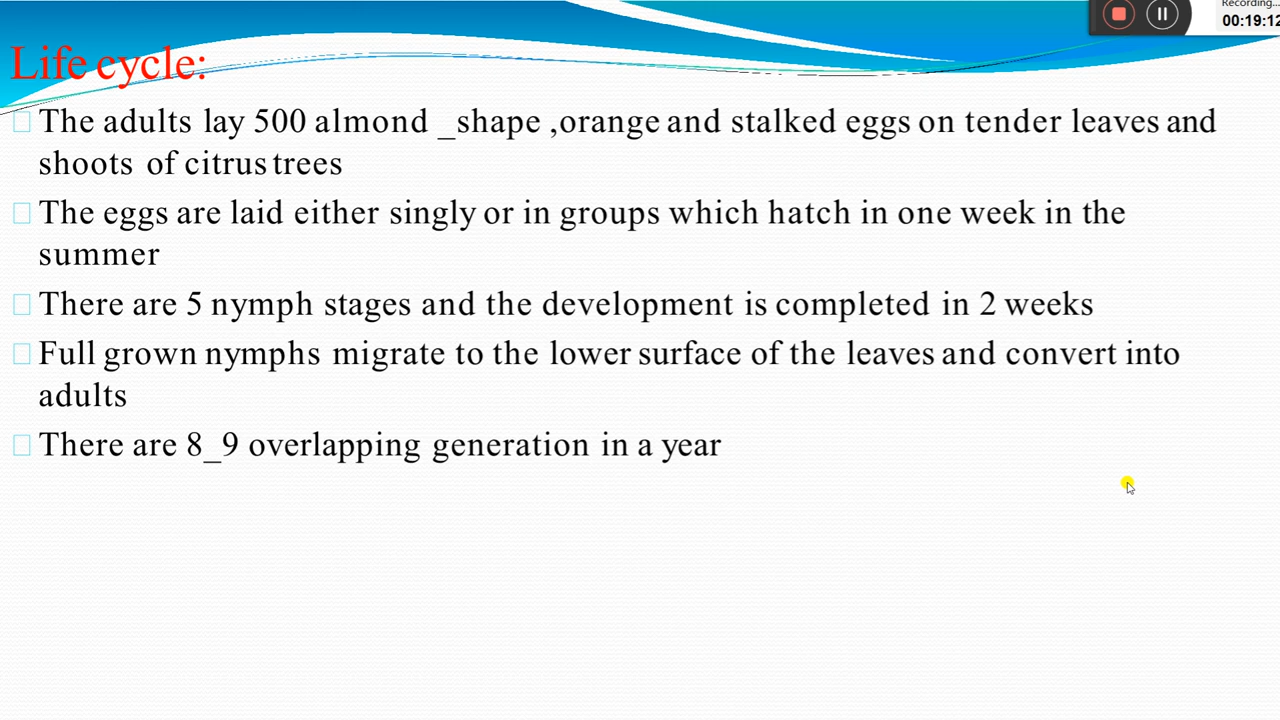 Recording...
00:19:12
Life cycle:
The adults lay 500 almond _shape ,orange and stalked eggs on tender leaves and
shoots of citrus trees
The eggs are laid either singly or in groups which hatch in one week in the
summer
There are 5 nymph stages and the development is completed in 2 weeks
Full grown nymphs migrate to the lower surface of the leaves and convert into
adults
There are 8_9 overlapping generation in a year